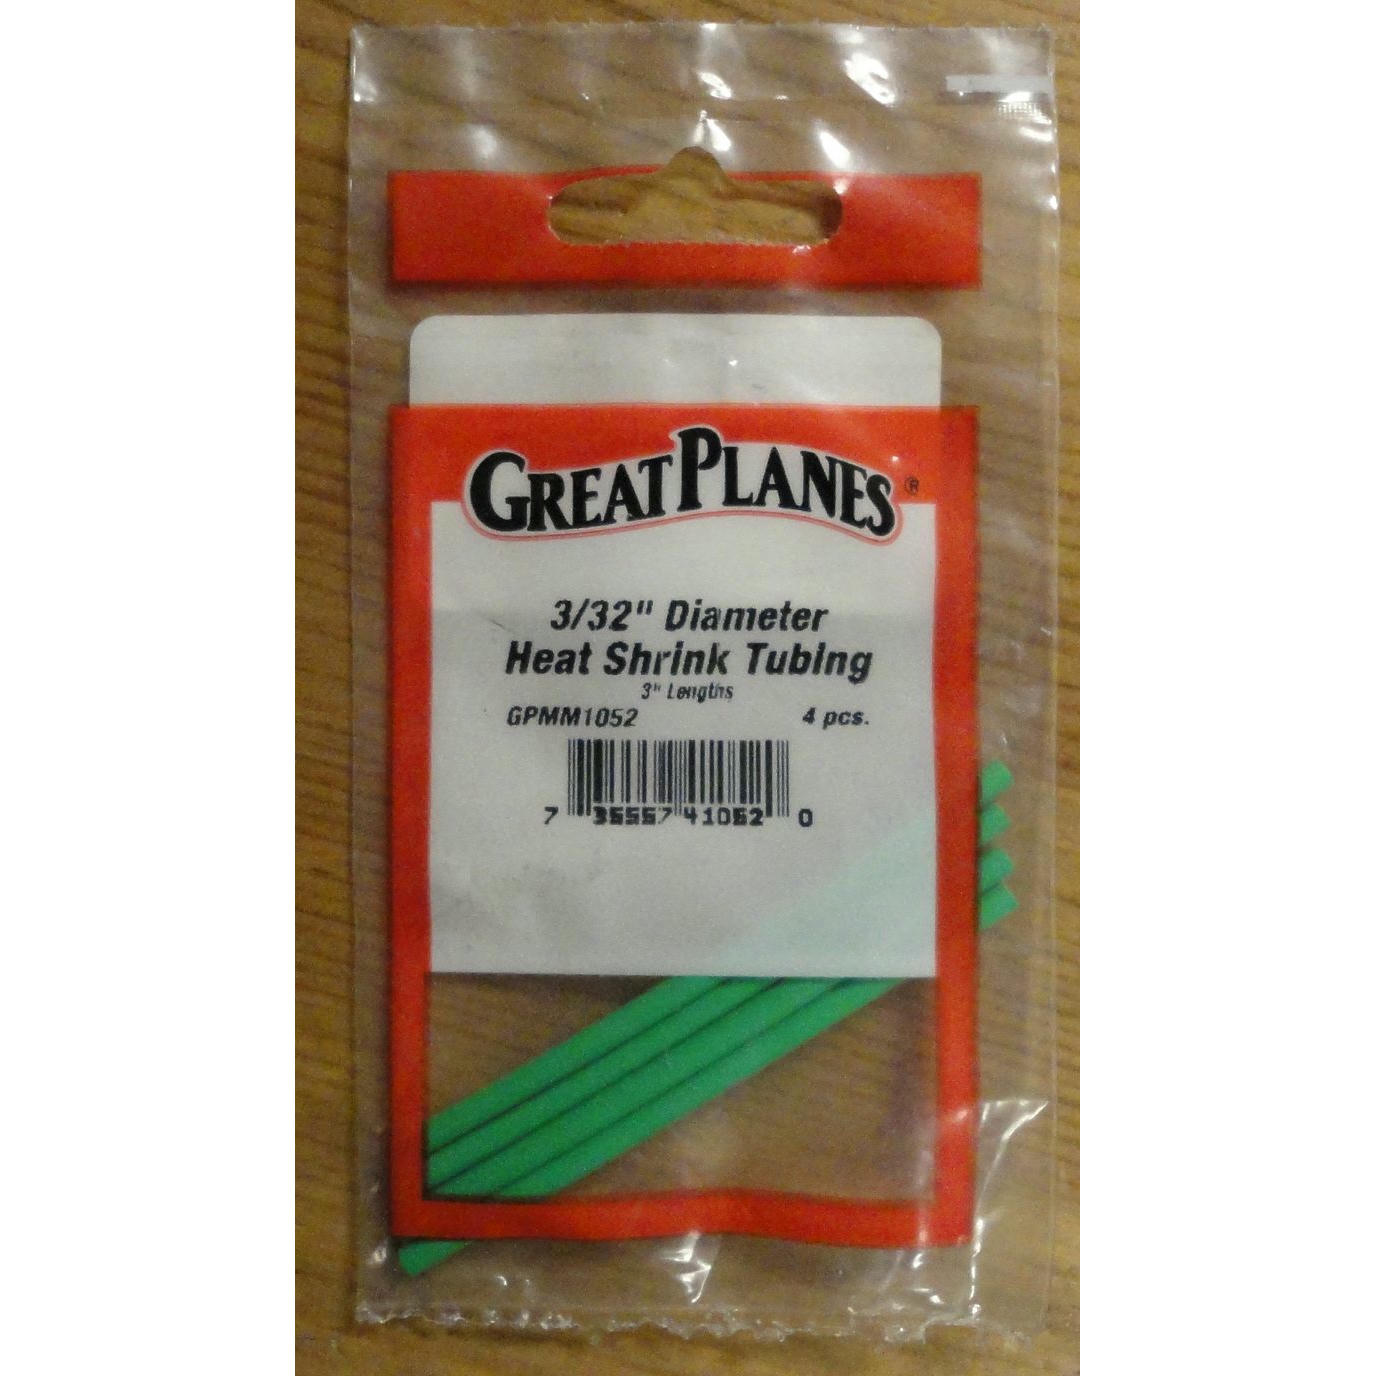 GREAT PLANES ®
3/32" Diameter
Heat Shrink Tubing
3" Lengths
GPMM1052 4 pcs.
7 35557 41052 0